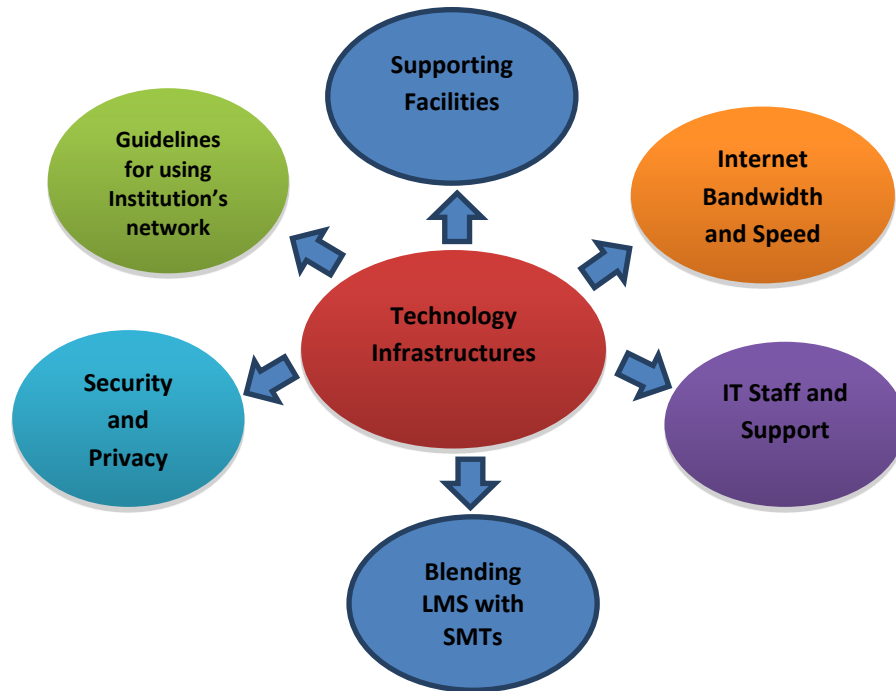 Supporting
Facilities
Guidelines
for using
Institution’s
network
Internet
Bandwidth
and Speed
Technology
Infrastructures
Security
and
Privacy
IT Staff and
Support
Blending
LMS with
SMTs